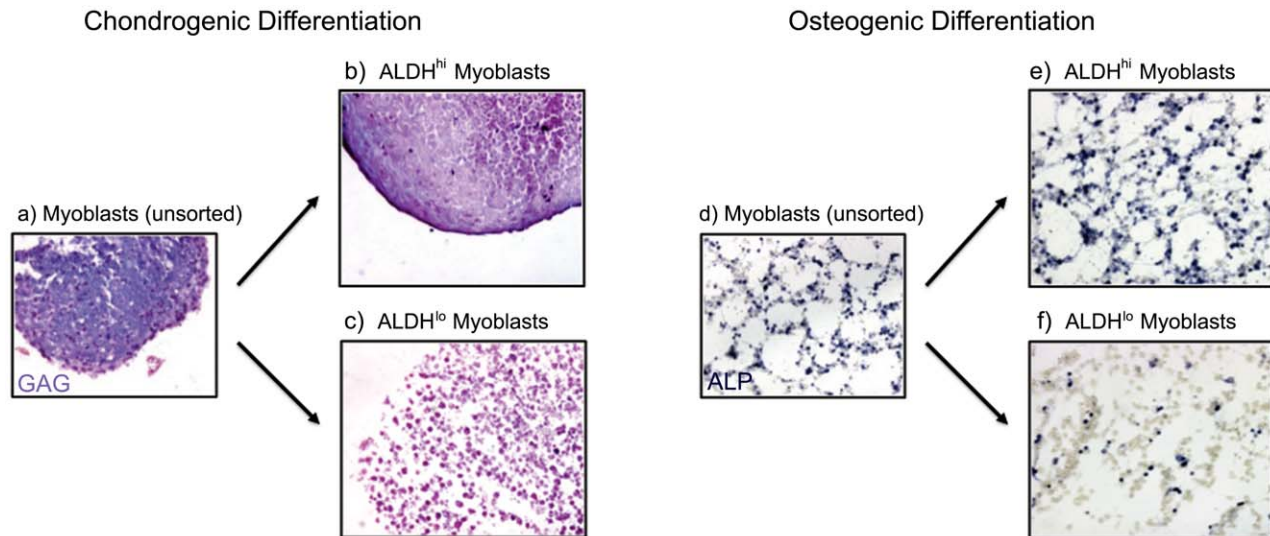 Chondrogenic Differentiation
Osteogenic Differentiation
b) ALDHhi Myoblasts
e) ALDHhi Myoblasts
a) Myoblasts (unsorted)
d) Myoblasts (unsorted)
c) ALDHlo Myoblasts
f) ALDHlo Myoblasts
GAG
ALP